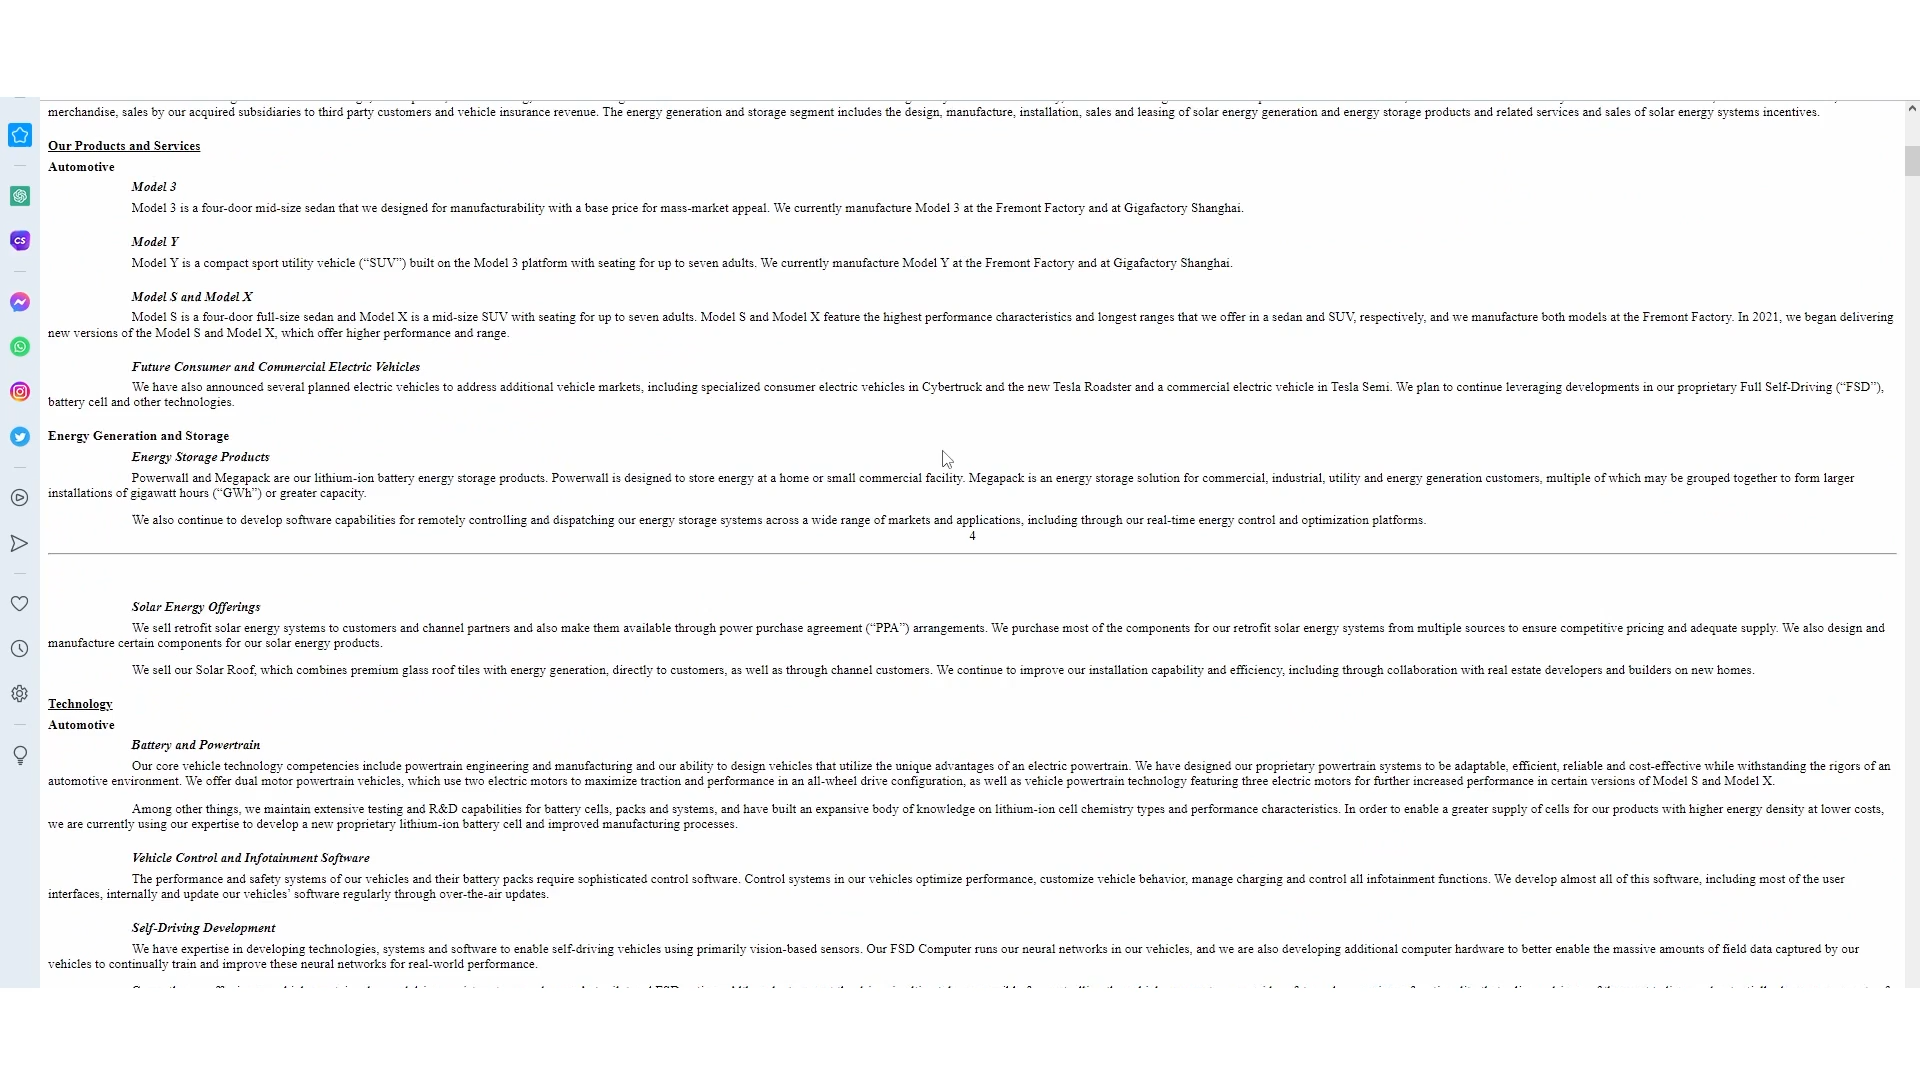 merchandise, sales by our acquired subsidiaries to third party customers and vehicle insurance revenue. The energy generation and storage segment includes the design, manufacture, installation, sales and leasing of solar energy generation and energy storage products and related services and sales of solar energy systems incentives.
Our Products and Services
Automotive
Model 3
Model 3 is a four-door mid-size sedan that we designed for manufacturability with a base price for mass-market appeal. We currently manufacture Model 3 at the Fremont Factory and at Gigafactory Shanghai.
Model Y
Model Y is a compact sport utility vehicle (“SUV”) built on the Model 3 platform with seating for up to seven adults. We currently manufacture Model Y at the Fremont Factory and at Gigafactory Shanghai.
Model S and Model X
Model S is a four-door full-size sedan and Model X is a mid-size SUV with seating for up to seven adults. Model S and Model X feature the highest performance characteristics and longest ranges that we offer in a sedan and SUV, respectively, and we manufacture both models at the Fremont Factory. In 2021, we began delivering
new versions of the Model S and Model X, which offer higher performance and range.
Future Consumer and Commercial Electric Vehicles
We have also announced several planned electric vehicles to address additional vehicle markets, including specialized consumer electric vehicles in Cybertruck and the new Tesla Roadster and a commercial electric vehicle in Tesla Semi. We plan to continue leveraging developments in our proprietary Full Self-Driving (“FSD”),
battery cell and other technologies.
Energy Generation and Storage
Energy Storage Products
Powerwall and Megapack are our lithium-ion battery energy storage products. Powerwall is designed to store energy at a home or small commercial facility. Megapack is an energy storage solution for commercial, industrial, utility and energy generation customers, multiple of which may be grouped together to form larger
installations of gigawatt hours (“GWh”) or greater capacity.
We also continue to develop software capabilities for remotely controlling and dispatching our energy storage systems across a wide range of markets and applications, including through our real-time energy control and optimization platforms.
4
Solar Energy Offerings
We sell retrofit solar energy systems to customers and channel partners and also make them available through power purchase agreement (“PPA”) arrangements. We purchase most of the components for our retrofit solar energy systems from multiple sources to ensure competitive pricing and adequate supply. We also design and
manufacture certain components for our solar energy products.
We sell our Solar Roof, which combines premium glass roof tiles with energy generation, directly to customers, as well as through channel customers. We continue to improve our installation capability and efficiency, including through collaboration with real estate developers and builders on new homes.
Technology
Automotive
Battery and Powertrain
Our core vehicle technology competencies include powertrain engineering and manufacturing and our ability to design vehicles that utilize the unique advantages of an electric powertrain. We have designed our proprietary powertrain systems to be adaptable, efficient, reliable and cost-effective while withstanding the rigors of an
automotive environment. We offer dual motor powertrain vehicles, which use two electric motors to maximize traction and performance in an all-wheel drive configuration, as well as vehicle powertrain technology featuring three electric motors for further increased performance in certain versions of Model S and Model X.
Among other things, we maintain extensive testing and R&D capabilities for battery cells, packs and systems, and have built an expansive body of knowledge on lithium-ion cell chemistry types and performance characteristics. In order to enable a greater supply of cells for our products with higher energy density at lower costs,
we are currently using our expertise to develop a new proprietary lithium-ion battery cell and improved manufacturing processes.
Vehicle Control and Infotainment Software
The performance and safety systems of our vehicles and their battery packs require sophisticated control software. Control systems in our vehicles optimize performance, customize vehicle behavior, manage charging and control all infotainment functions. We develop almost all of this software, including most of the user
interfaces, internally and update our vehicles’ software regularly through over-the-air updates.
Self-Driving Development
We have expertise in developing technologies, systems and software to enable self-driving vehicles using primarily vision-based sensors. Our FSD Computer runs our neural networks in our vehicles, and we are also developing additional computer hardware to better enable the massive amounts of field data captured by our
vehicles to continually train and improve these neural networks for real-world performance.
CS